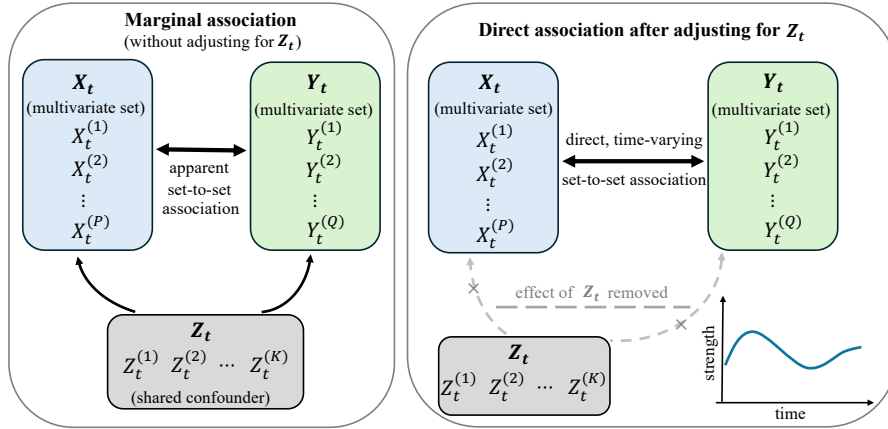 Marginal association
(without adjusting for Z_t)
X_t
(multivariate set)
X_t^(1)
X_t^(2)
⋮
X_t^(P)
apparent
set-to-set
association
Y_t
(multivariate set)
Y_t^(1)
Y_t^(2)
⋮
Y_t^(Q)
Z_t
Z_t^(1) Z_t^(2) ⋯ Z_t^(K)
(shared confounder)
Direct association after adjusting for Z_t
X_t
(multivariate set)
X_t^(1)
X_t^(2)
⋮
X_t^(P)
direct, time-varying
set-to-set association
Y_t
(multivariate set)
Y_t^(1)
Y_t^(2)
⋮
Y_t^(Q)
effect of Z_t removed
Z_t
Z_t^(1) Z_t^(2) ⋯ Z_t^(K)
strength
time